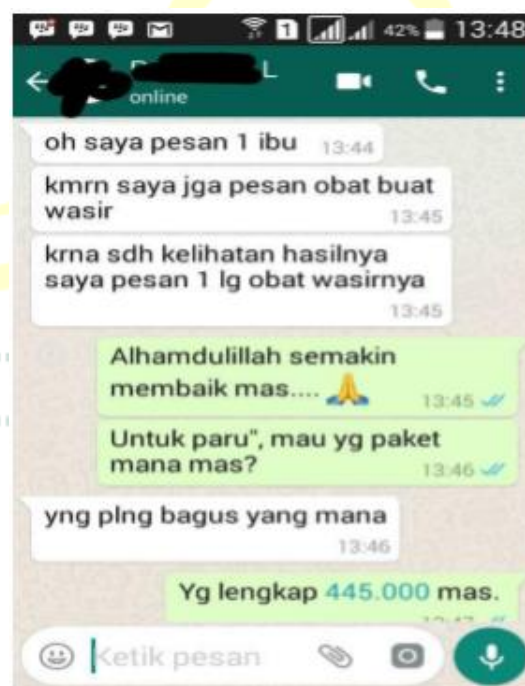 1 42% 13:48
online
oh saya pesan 1 ibu 13:44
kmrn saya jga pesan obat buat
wasir 13:45
krna sdh kelihatan hasilnya
saya pesan 1 lg obat wasirnya
13:45
Alhamdulillah semakin
membaik mas.... 🙏 13:45
Untuk paru", mau yg paket
mana mas? 13:46
yng plng bagus yang mana
13:46
Yg lengkap 445.000 mas.
Ketik pesan